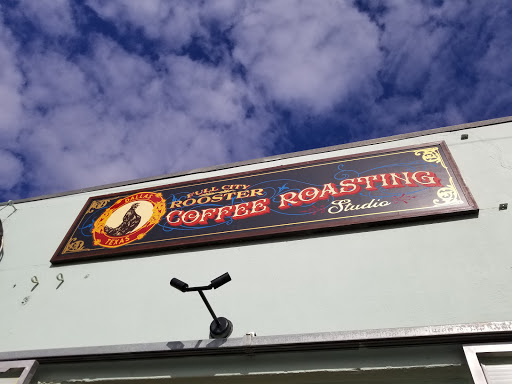 DALLAS
TEXAS
FULL CITY
ROOSTER
COFFEE ROASTING
Studio